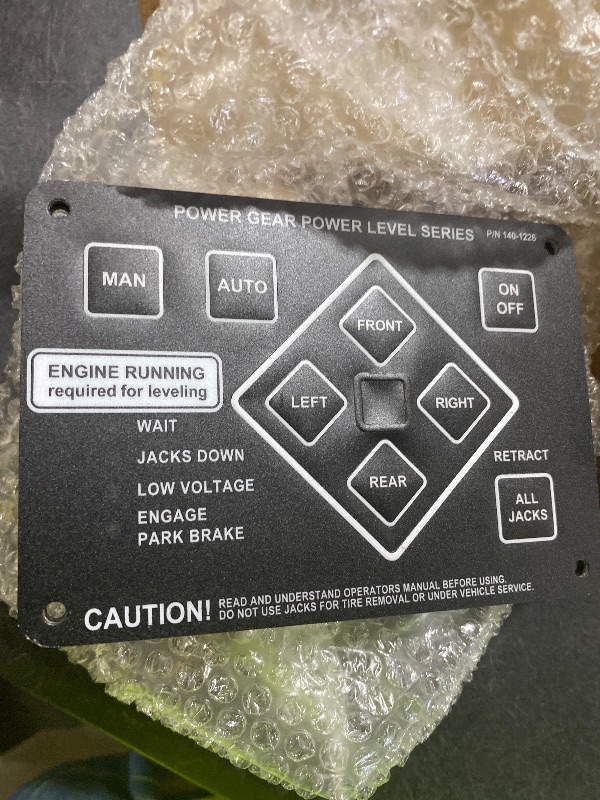 POWER GEAR POWER LEVEL SERIES
P/N 140-1226
MAN
AUTO
ON
OFF
FRONT
LEFT
RIGHT
REAR
ENGINE RUNNING
required for leveling
WAIT
JACKS DOWN
LOW VOLTAGE
ENGAGE
PARK BRAKE
RETRACT
ALL
JACKS
CAUTION!
READ AND UNDERSTAND OPERATORS MANUAL BEFORE USING.
DO NOT USE JACKS FOR TIRE REMOVAL OR UNDER VEHICLE SERVICE.